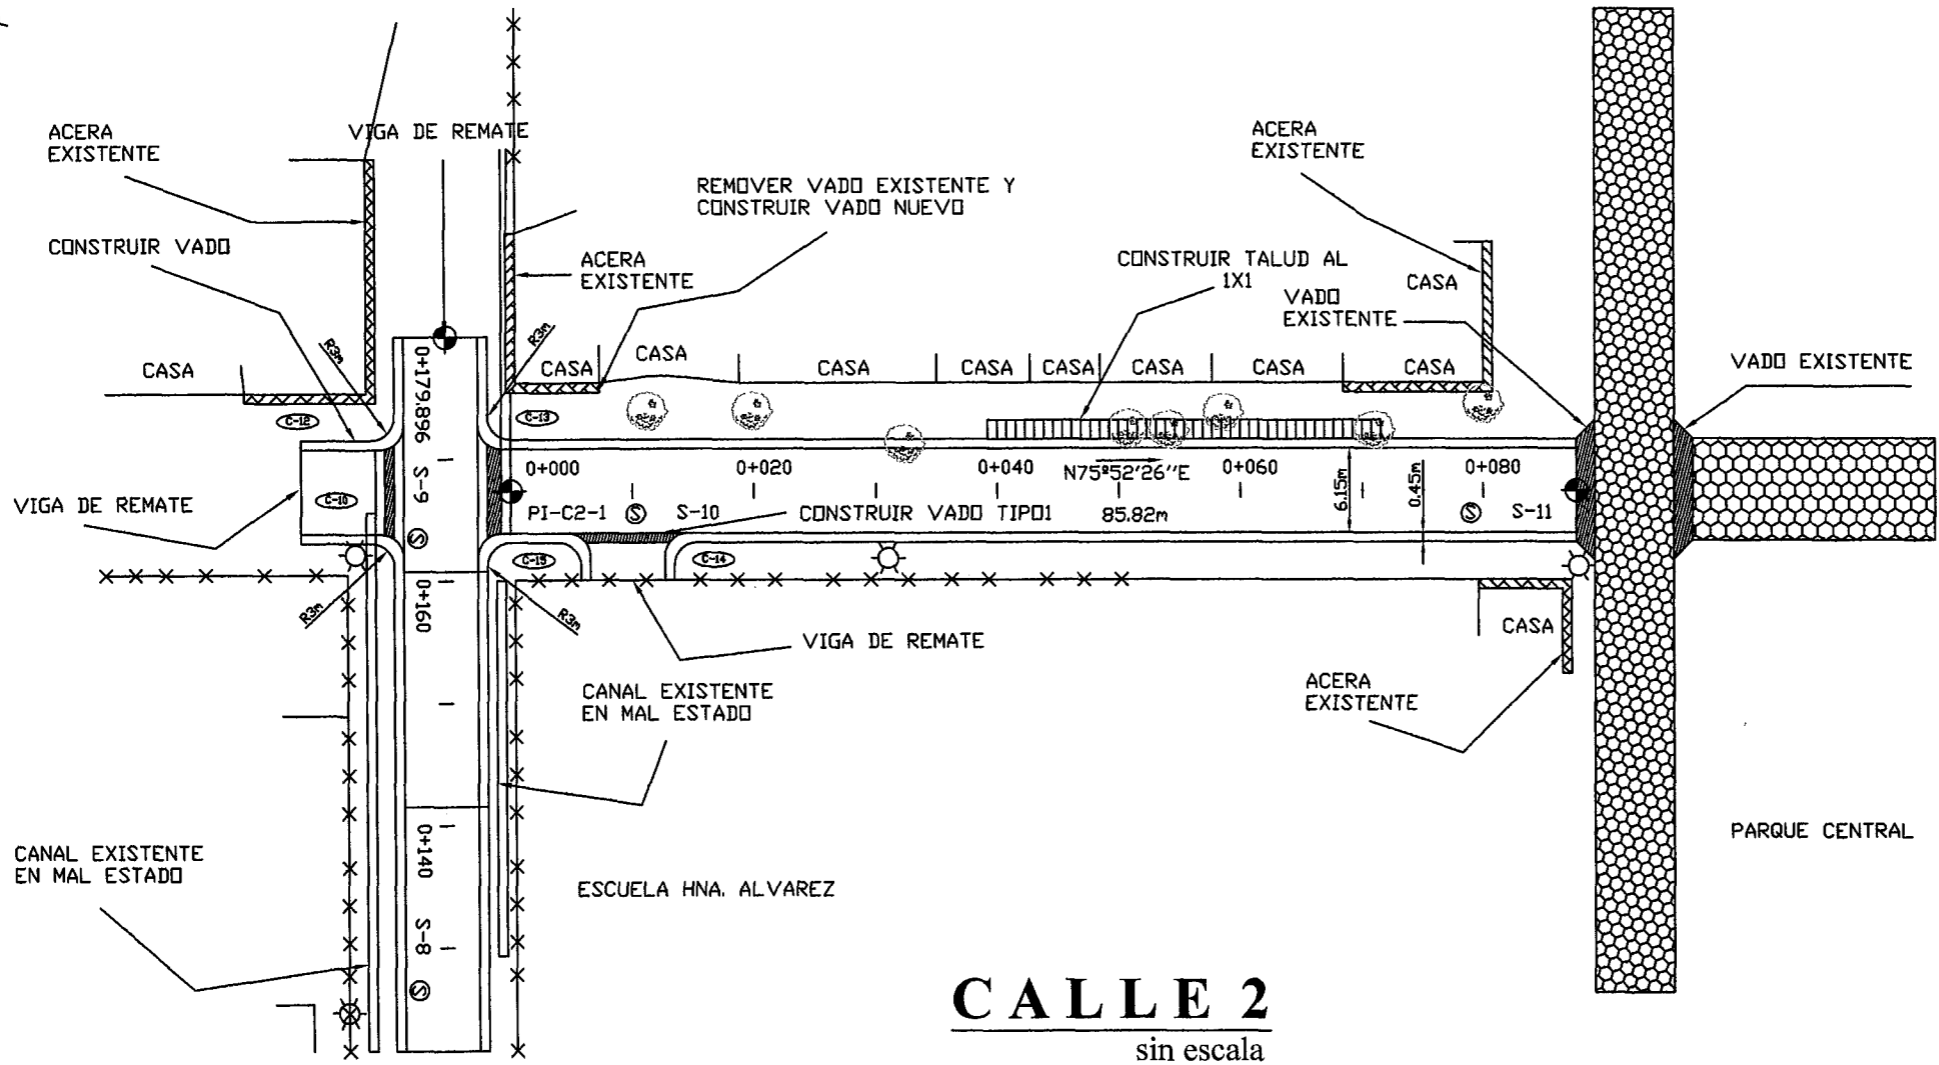 ACERA
EXISTENTE
VIGA DE REMATE
REMOVER VADO EXISTENTE Y
CONSTRUIR VADO NUEVO
ACERA
EXISTENTE
CONSTRUIR VADO
ACERA
EXISTENTE
CONSTRUIR TALUD AL
1X1
CASA
VADO
EXISTENTE
VADO EXISTENTE
R3m
R3m
CASA
CASA
CASA
CASA
CASA
CASA
CASA
CASA
CASA
C-12
C-13
0+179.896
S-9
0+000
0+020
0+040
N75º52'26''E
0+060
0+080
6.15m
0.45m
VIGA DE REMATE
C-10
PI-C2-1
S
S-10
CONSTRUIR VADO TIPO1
85.82m
S
S-11
S
C-15
C-14
R3m
R3m
0+160
VIGA DE REMATE
CASA
CANAL EXISTENTE
EN MAL ESTADO
ACERA
EXISTENTE
PARQUE CENTRAL
0+140
CANAL EXISTENTE
EN MAL ESTADO
ESCUELA HNA. ALVAREZ
S-8
S
CALLE 2
sin escala